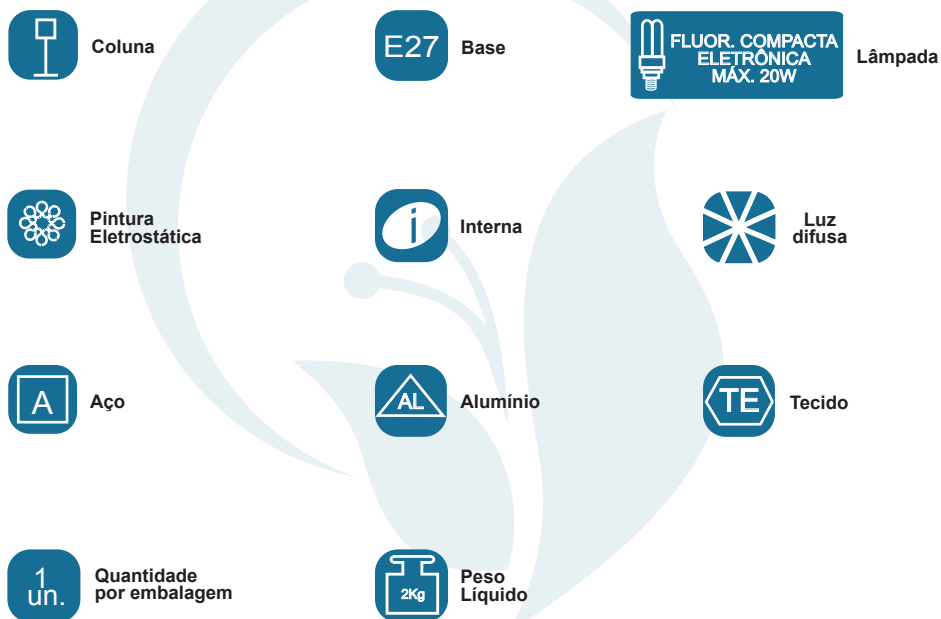 Coluna
E27
Base
FLUOR. COMPACTA
ELETRÔNICA
MÁX. 20W
Lâmpada
Pintura
Eletrostática
i
Interna
Luz
difusa
A
Aço
AL
Alumínio
TE
Tecido
1
un.
Quantidade
por embalagem
2Kg
Peso
Líquido